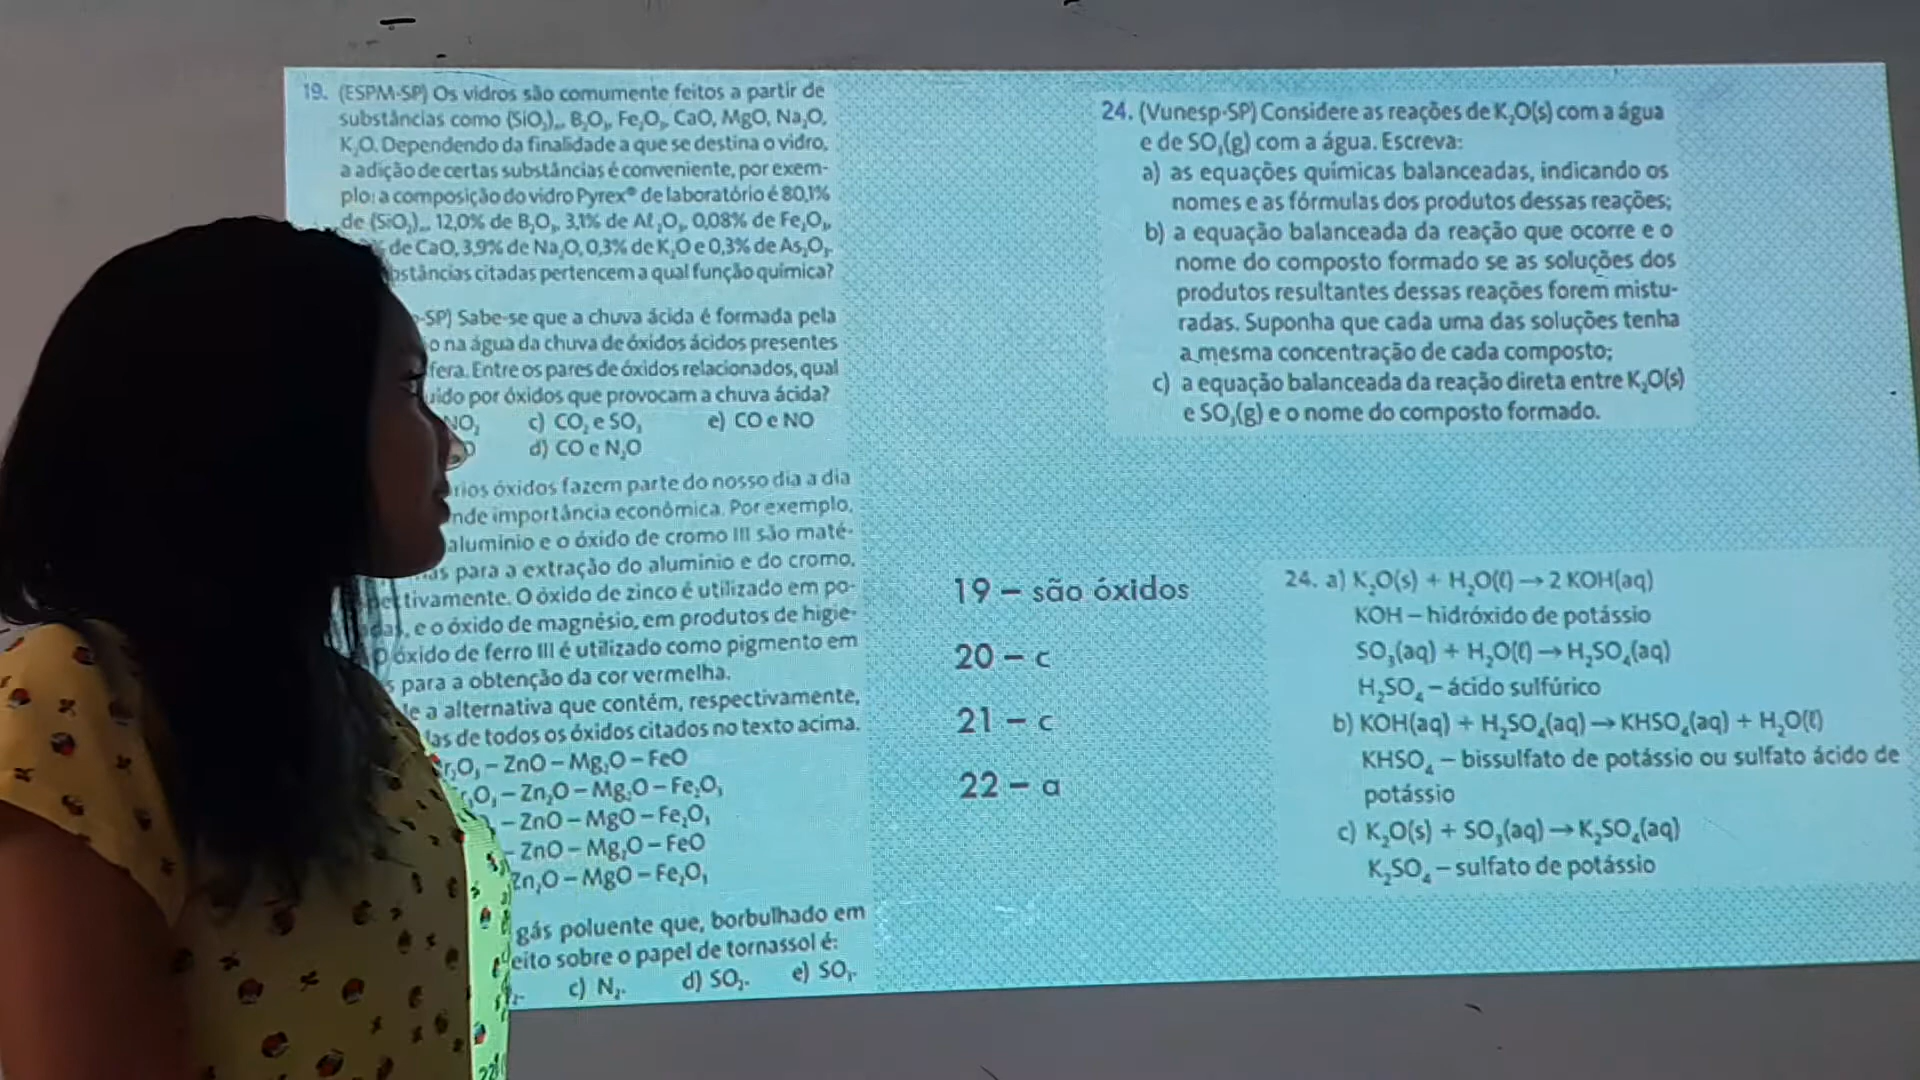 19. (ESPM-SP) Os vidros são comumente feitos a partir de
substâncias como (SiO₂)ₙ, B₂O₃, Fe₂O₃, CaO, MgO, Na₂O,
K₂O. Dependendo da finalidade a que se destina o vidro,
a adição de certas substâncias é conveniente, por exem-
plo: a composição do vidro Pyrex® de laboratório é 80,1%
de (SiO₂)ₙ, 12,0% de B₂O₃, 3,1% de Aℓ₂O₃, 0,08% de Fe₂O₃,
% de CaO, 3,9% de Na₂O, 0,3% de K₂O e 0,3% de As₂O₃.
bstâncias citadas pertencem a qual função química?
-SP) Sabe-se que a chuva ácida é formada pela
o na água da chuva de óxidos ácidos presentes
fera. Entre os pares de óxidos relacionados, qual
uído por óxidos que provocam a chuva ácida?
NO₂ c) CO₂ e SO₃ e) CO e NO
O d) CO e N₂O
rios óxidos fazem parte do nosso dia a dia
nde importância econômica. Por exemplo,
alumínio e o óxido de cromo III são maté-
as para a extração do alumínio e do cromo,
pectivamente. O óxido de zinco é utilizado em po-
das, e o óxido de magnésio, em produtos de higie-
O óxido de ferro III é utilizado como pigmento em
s para a obtenção da cor vermelha.
le a alternativa que contém, respectivamente,
las de todos os óxidos citados no texto acima.
r₂O₃ – ZnO – Mg₂O – FeO
r₂O₃ – Zn₂O – Mg₂O – Fe₂O₃
– ZnO – MgO – Fe₂O₃
– ZnO – Mg₂O – FeO
Zn₂O – MgO – Fe₂O₃
gás poluente que, borbulhado em
feito sobre o papel de tornassol é:
c) N₂. d) SO₂. e) SO₃.
24. (Vunesp-SP) Considere as reações de K₂O(s) com a água
e de SO₃(g) com a água. Escreva:
a) as equações químicas balanceadas, indicando os
nomes e as fórmulas dos produtos dessas reações;
b) a equação balanceada da reação que ocorre e o
nome do composto formado se as soluções dos
produtos resultantes dessas reações forem mistu-
radas. Suponha que cada uma das soluções tenha
a mesma concentração de cada composto;
c) a equação balanceada da reação direta entre K₂O(s)
e SO₃(g) e o nome do composto formado.
19 – são óxidos
20 – c
21 – c
22 – a
24. a) K₂O(s) + H₂O(ℓ) → 2 KOH(aq)
KOH – hidróxido de potássio
SO₃(aq) + H₂O(ℓ) → H₂SO₄(aq)
H₂SO₄ – ácido sulfúrico
b) KOH(aq) + H₂SO₄(aq) → KHSO₄(aq) + H₂O(ℓ)
KHSO₄ – bissulfato de potássio ou sulfato ácido de
potássio
c) K₂O(s) + SO₃(aq) → K₂SO₄(aq)
K₂SO₄ – sulfato de potássio